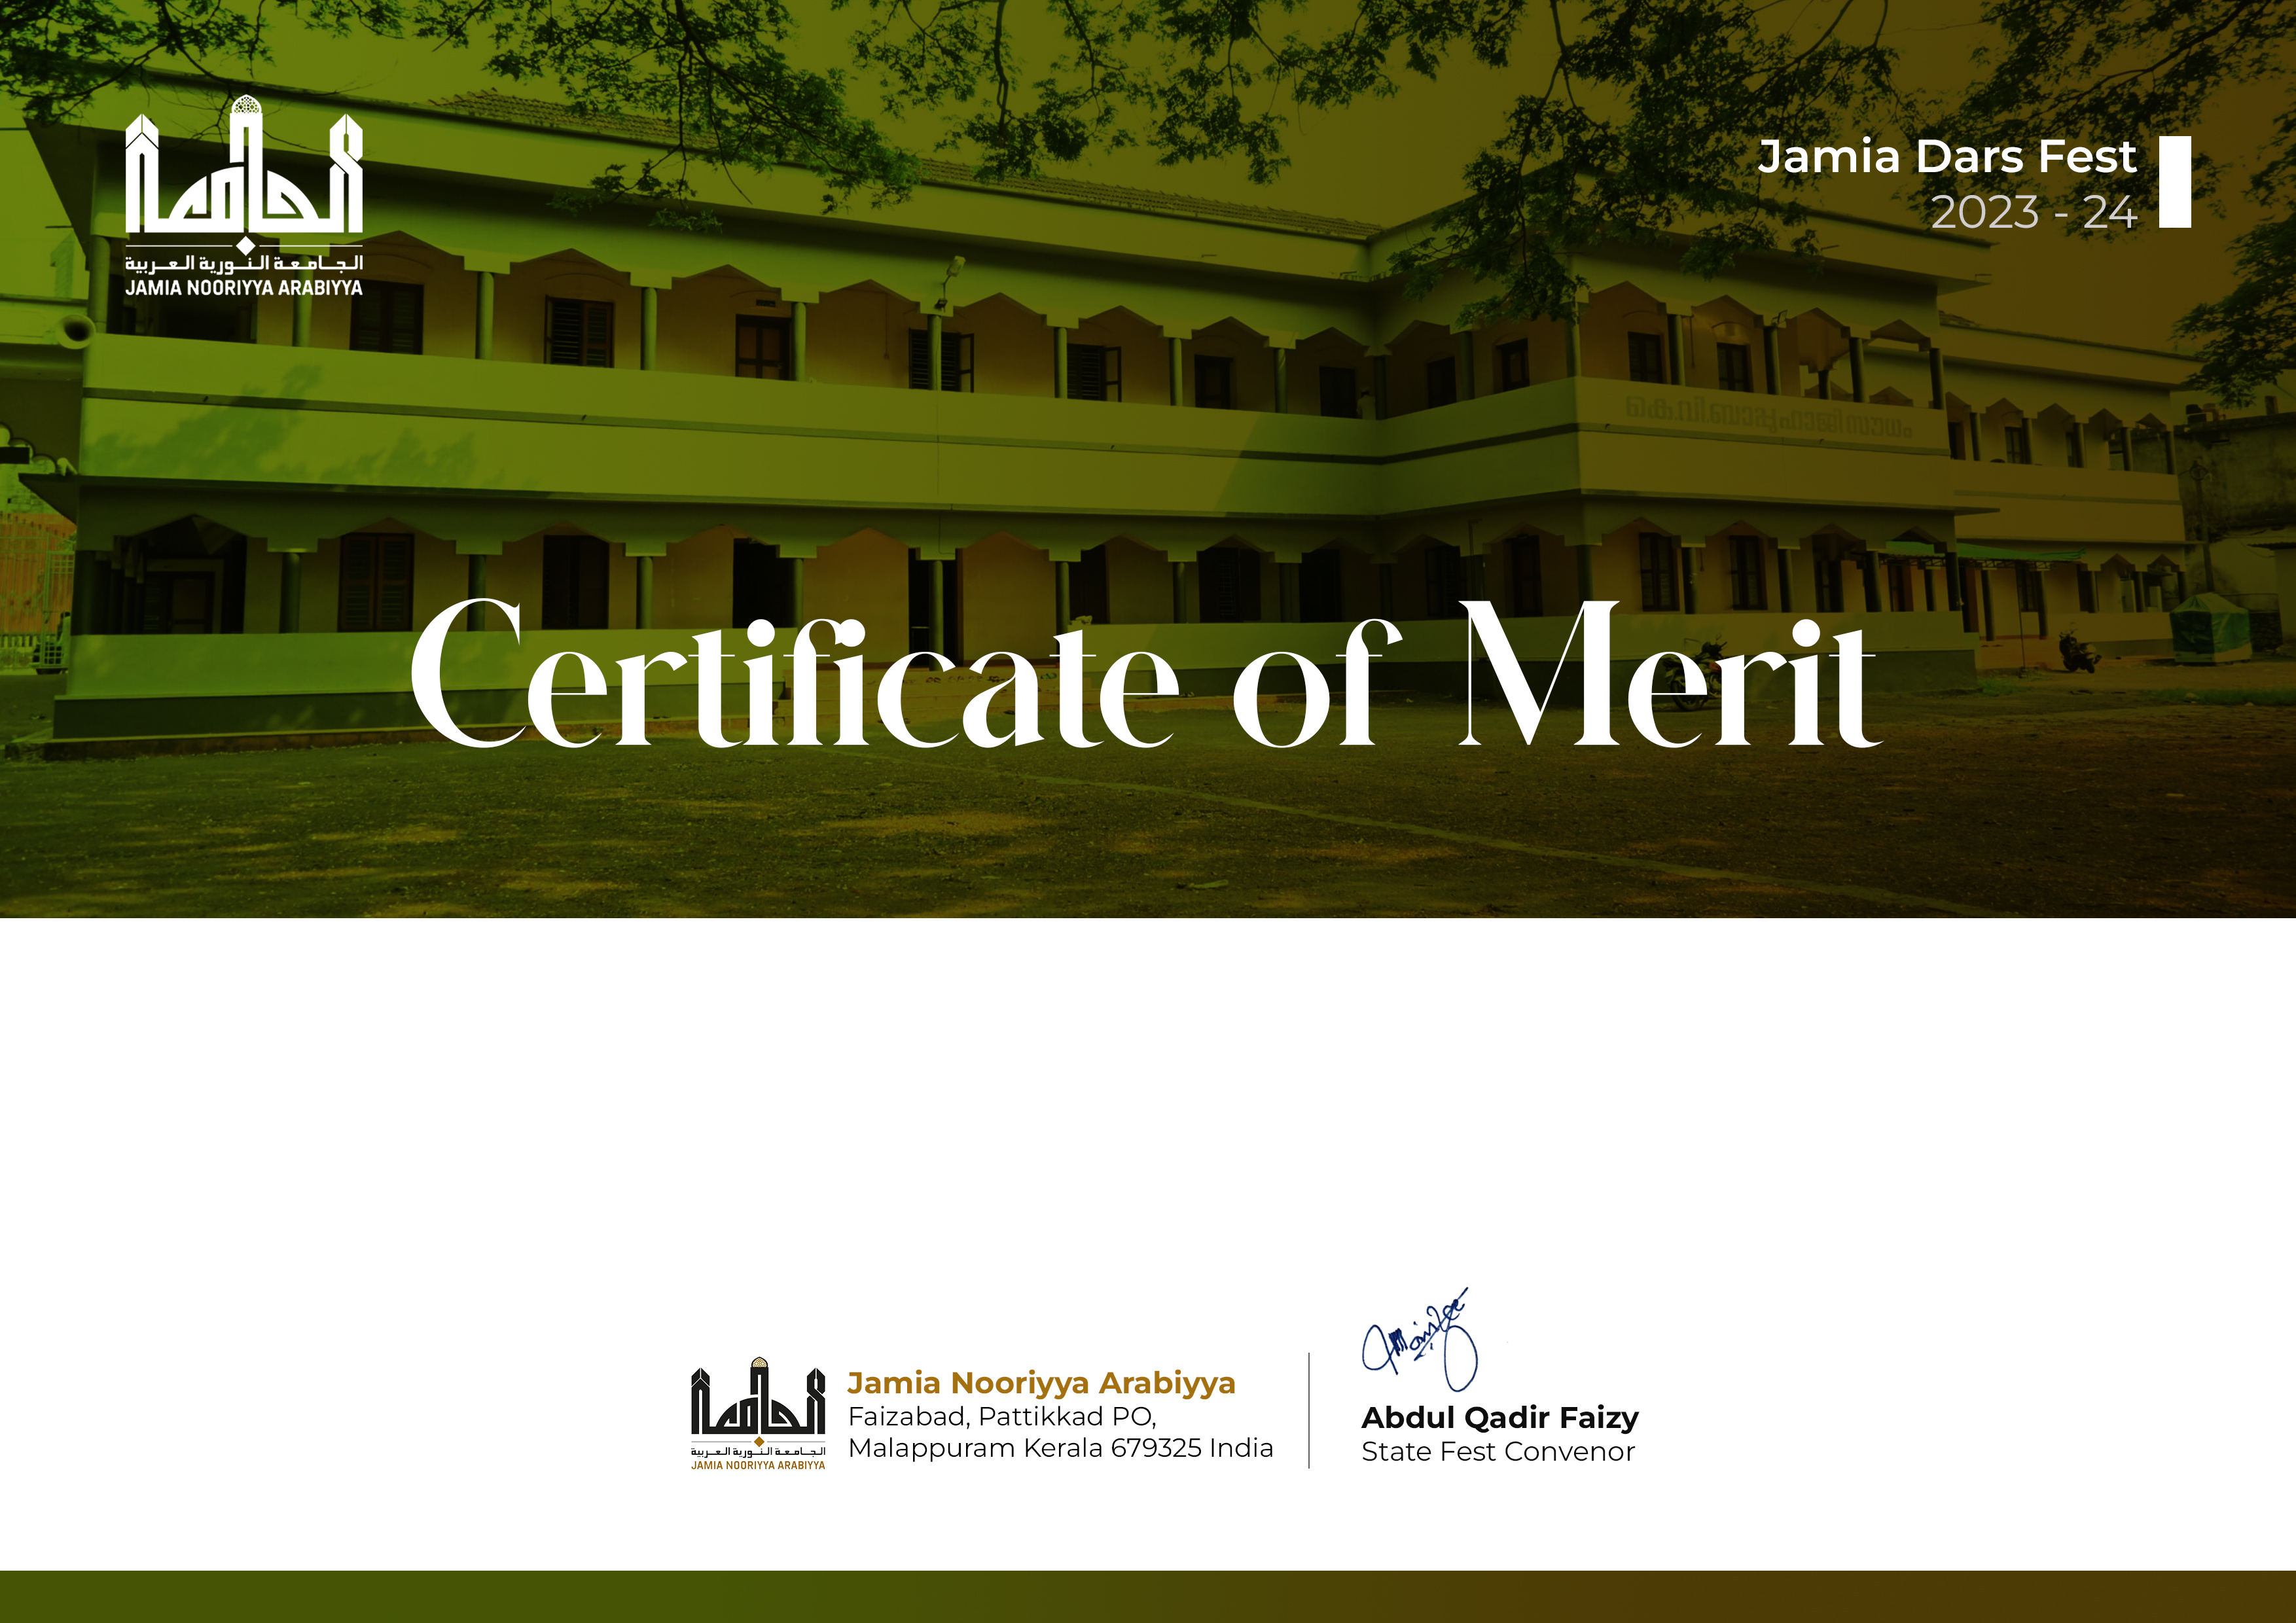 الجامعة النورية العربية
JAMIA NOORIYYA ARABIYYA
Jamia Dars Fest
2023 - 24
കെ.വി.ബാപ്പുഹാജി സൗധം
Certificate of Merit
الجامعة النورية العربية
JAMIA NOORIYYA ARABIYYA
Jamia Nooriyya Arabiyya
Faizabad, Pattikkad PO,
Malappuram Kerala 679325 India
Abdul Qadir Faizy
State Fest Convenor